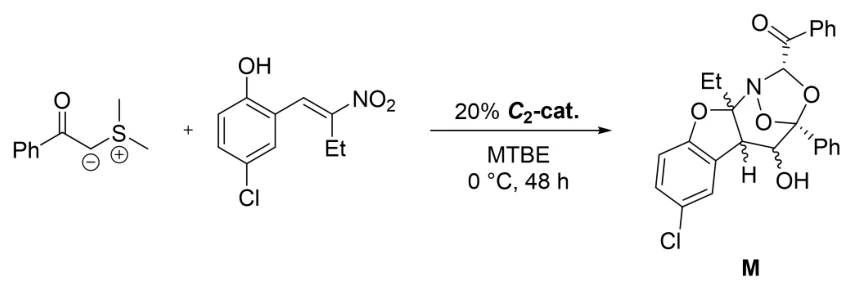 O
Ph
S
⊖
⊕
+
OH
NO2
Et
Cl
20% C2-cat.
MTBE
0 °C, 48 h
O
Ph
Et
N
O
O
O
Ph
H
OH
Cl
M